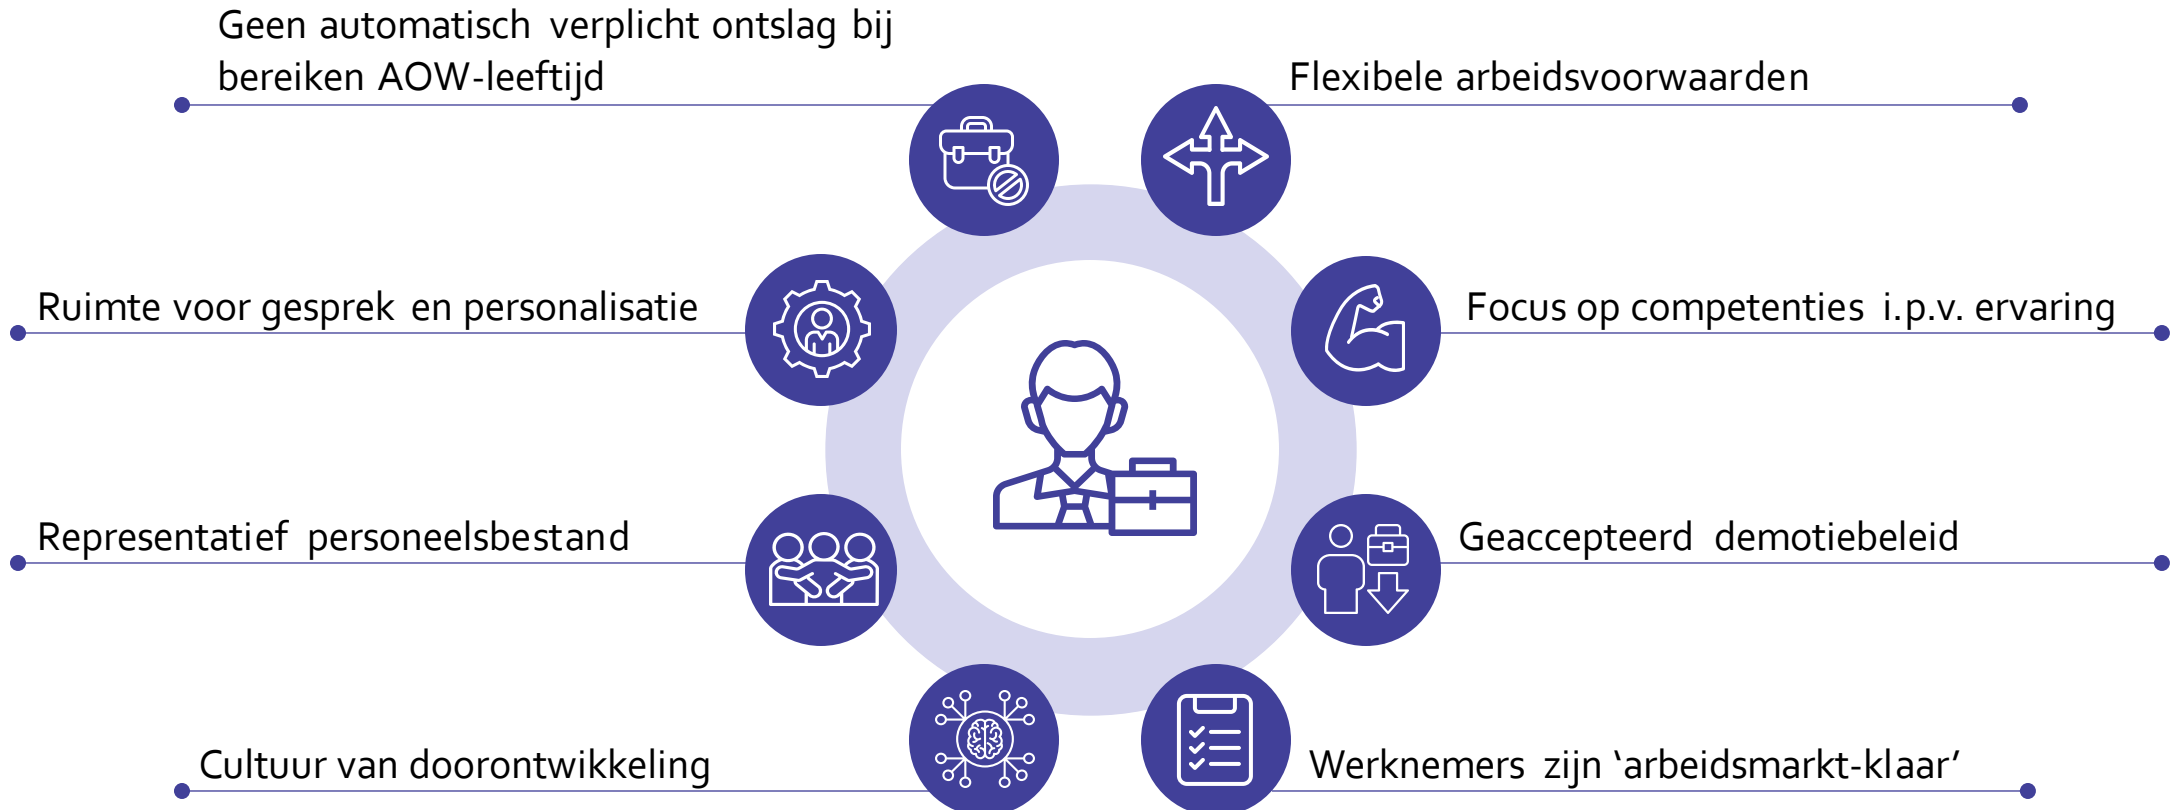 Geen automatisch verplicht ontslag bij
bereiken AOW-leeftijd
Flexibele arbeidsvoorwaarden
Ruimte voor gesprek en personalisatie
Focus op competenties i.p.v. ervaring
Representatief personeelsbestand
Geaccepteerd demotiebeleid
Cultuur van doorontwikkeling
Werknemers zijn ‘arbeidsmarkt-klaar’